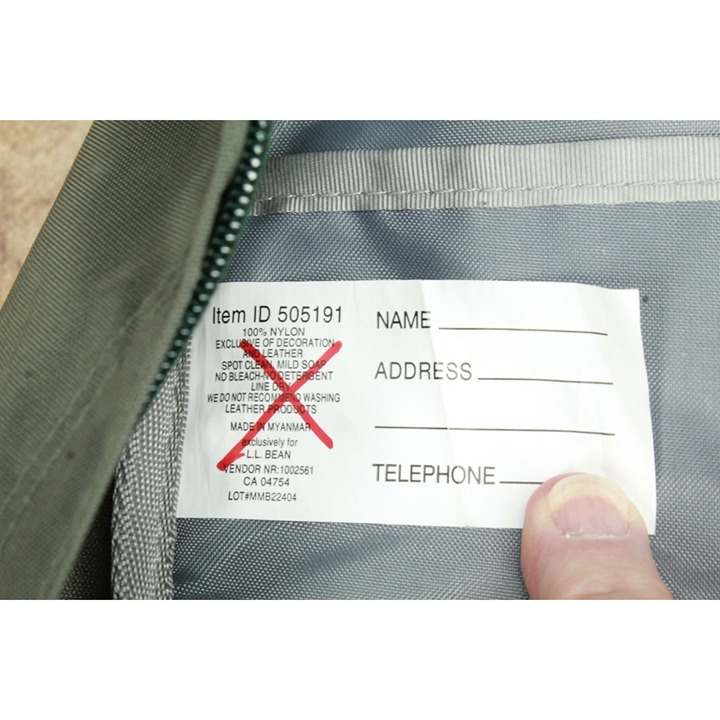 Item ID 505191
100% NYLON
EXCLUSIVE OF DECORATION
AND LEATHER
SPOT CLEAN, MILD SOAP
NO BLEACH-NO DETERGENT
LINE DRY
WE DO NOT RECOMMEND WASHING
LEATHER PRODUCTS
MADE IN MYANMAR
exclusively for
L.L. BEAN
VENDOR NR:1002561
CA 04754
LOT#MMB22404
NAME
ADDRESS
TELEPHONE